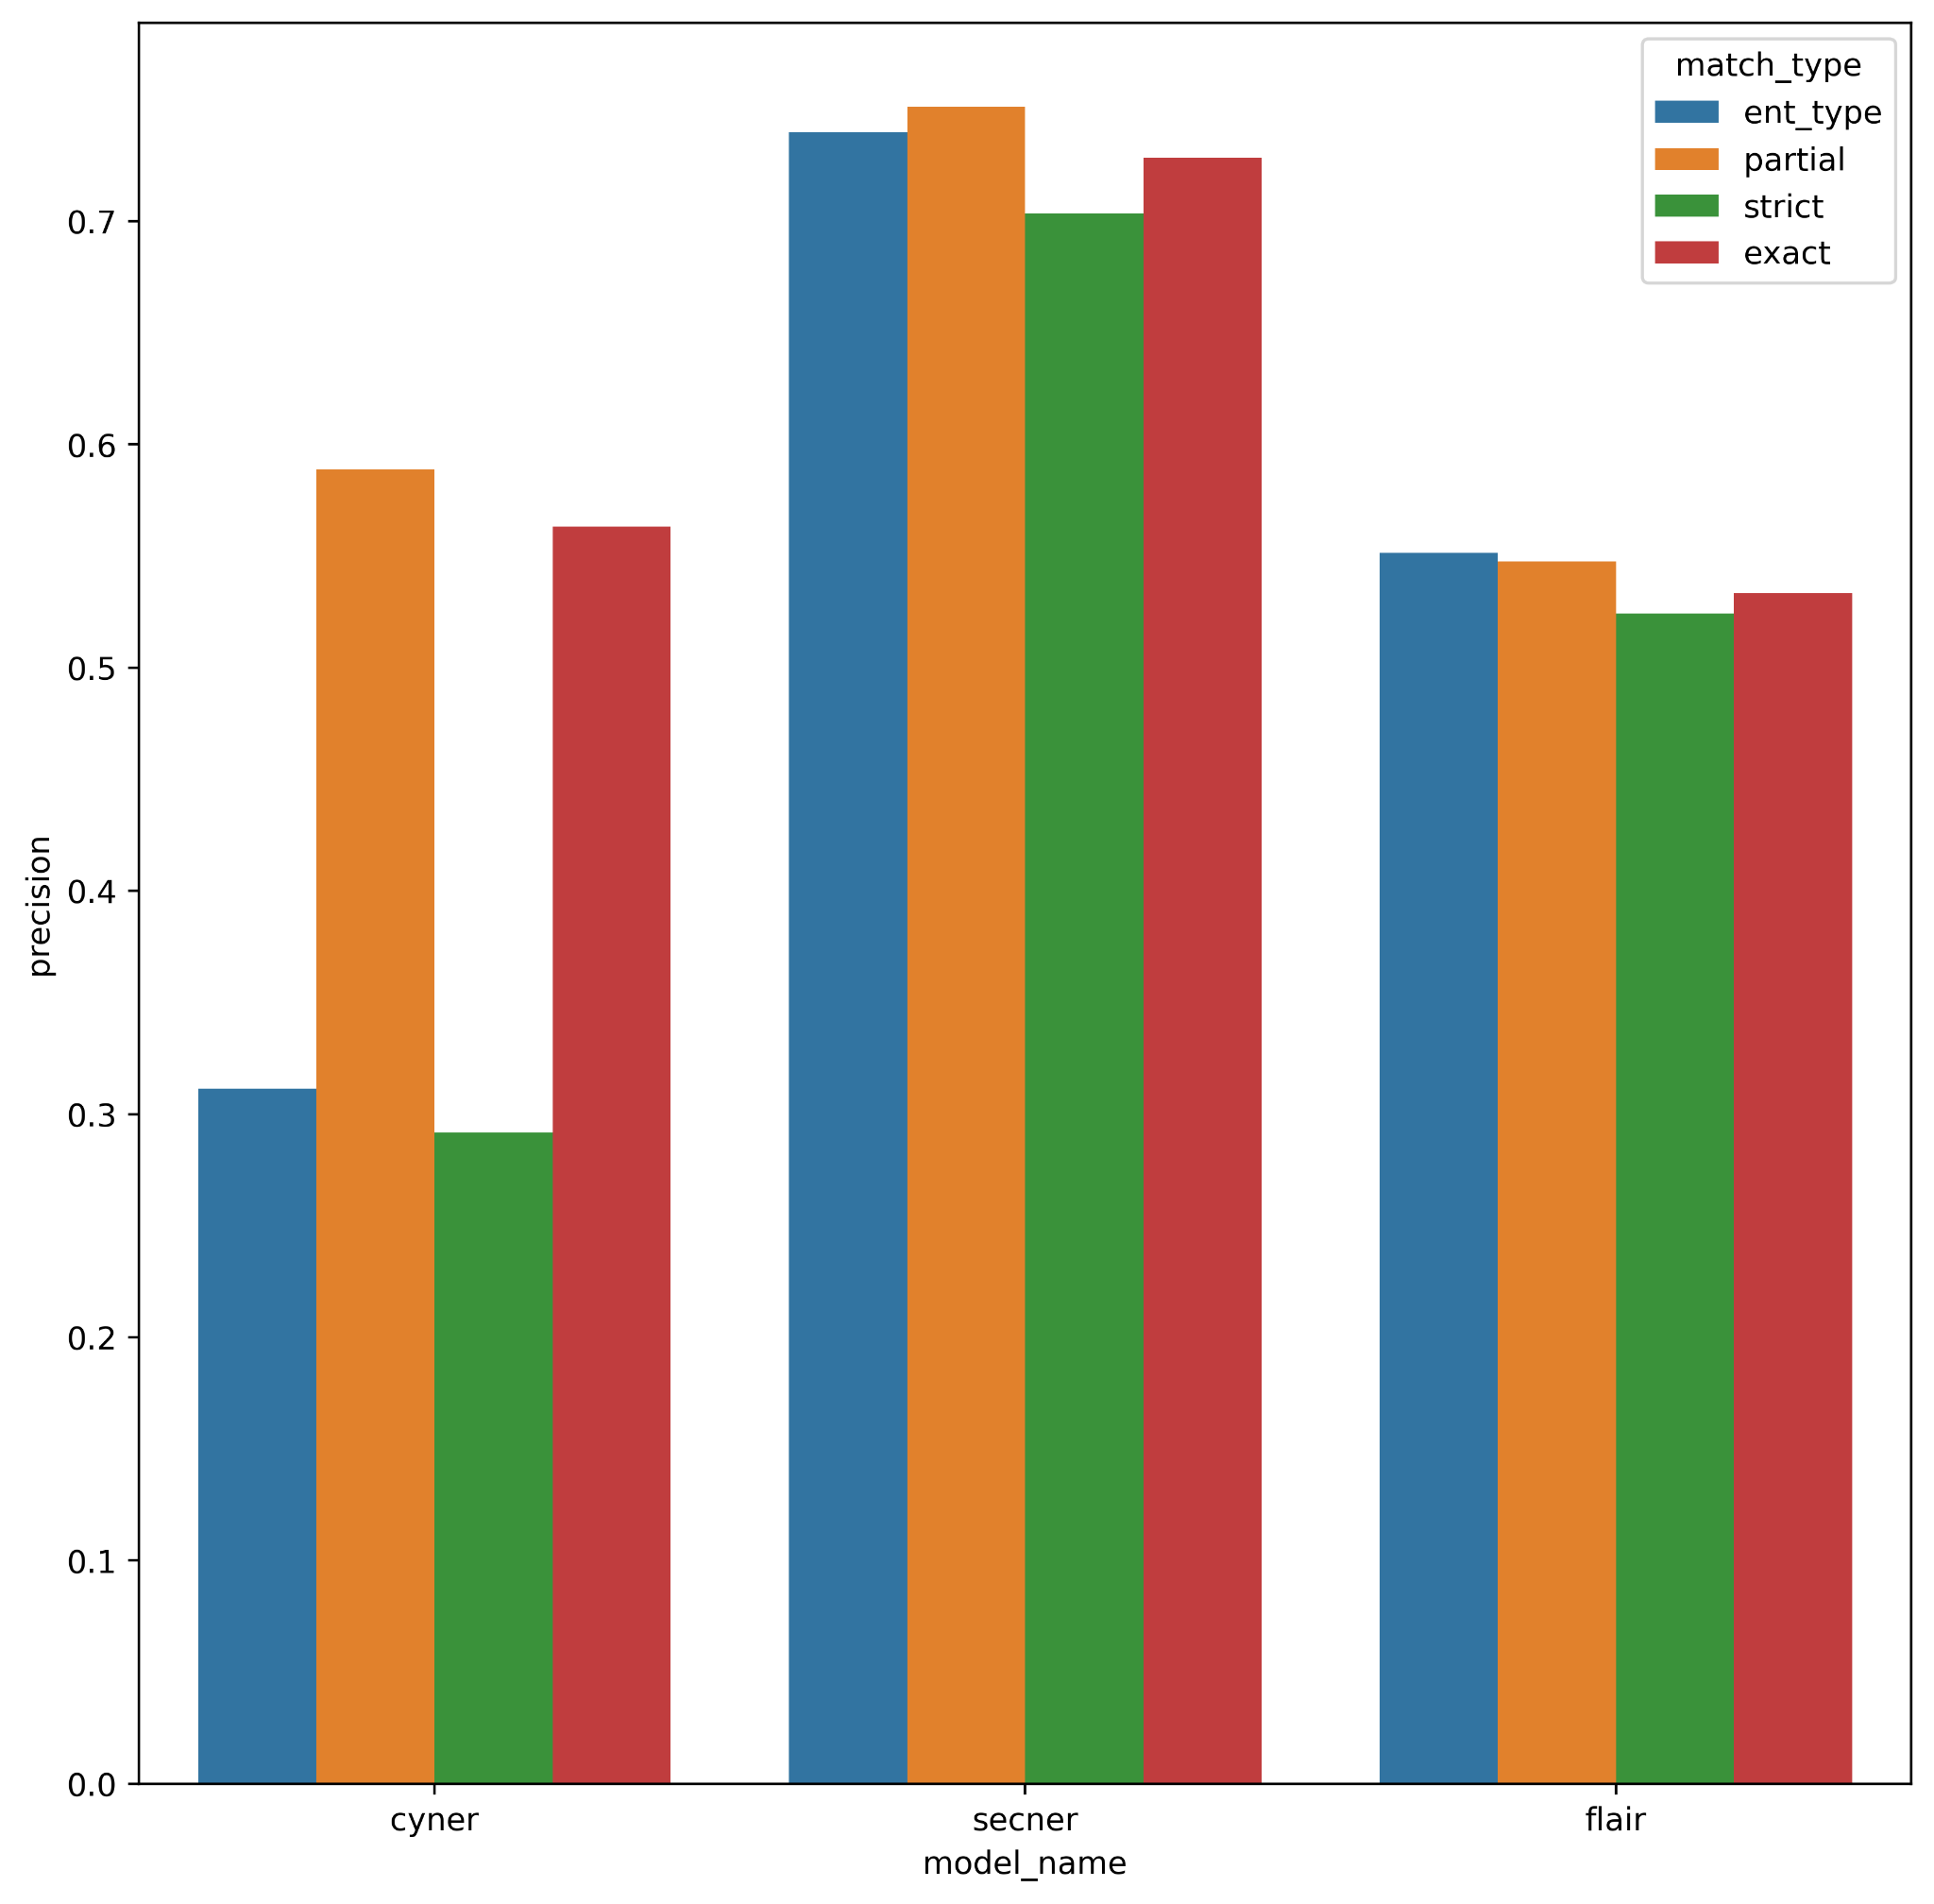 match_type
ent_type
partial
strict
exact
0.7
0.6
0.5
0.4
0.3
0.2
0.1
0.0
precision
cyner
secner
flair
model_name